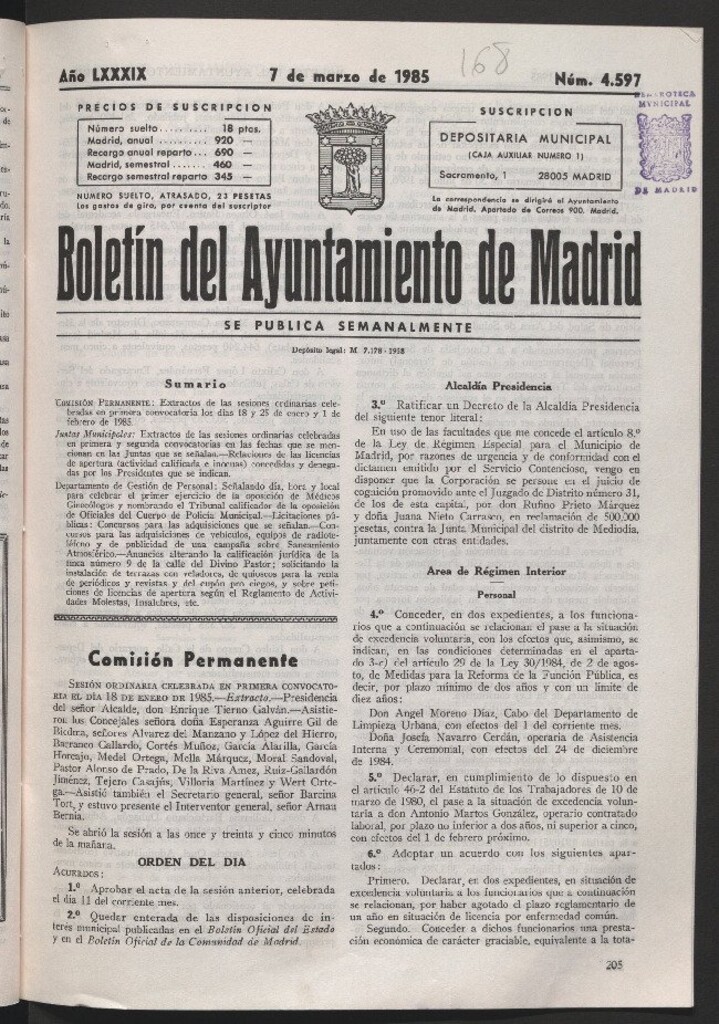 168
Año LXXXIX
7 de marzo de 1985
Núm. 4.597
HEMEROTECA
MVNICIPAL
DE MADRID
PRECIOS DE SUSCRIPCION
Número suelto.......... 18 ptas.
Madrid, anual .......... 920 —
Recargo anual reparto... 690 —
Madrid, semestral ....... 460 —
Recargo semestral reparto 345 —
NUMERO SUELTO, ATRASADO, 23 PESETAS
Los gastos de giro, por cuenta del suscriptor
SUSCRIPCION
DEPOSITARIA MUNICIPAL
(CAJA AUXILIAR NUMERO 1)
Sacramento, 1 28005 MADRID
La correspondencia se dirigirá al Ayuntamiento
de Madrid. Apartado de Correos 900. Madrid.
Boletín del Ayuntamiento de Madrid
SE PUBLICA SEMANALMENTE
Depósito legal: M. 7.178 - 1958
Sumario
COMISIÓN PERMANENTE: Extractos de las sesiones ordinarias cele-
bradas en primera convocatoria los días 18 y 25 de enero y 1 de
febrero de 1985.
Juntas Municipales: Extractos de las sesiones ordinarias celebradas
en primera y segunda convocatorias en las fechas que se men-
cionan en las Juntas que se señalan.—Relaciones de las licencias
de apertura (actividad calificada e inocuas) concedidas y denega-
das por los Presidentes que se indican.
Departamento de Gestión de Personal: Señalando día, hora y local
para celebrar el primer ejercicio de la oposición de Médicos
Ginecólogos y nombrando el Tribunal calificador de la oposición
de Oficiales del Cuerpo de Policía Municipal.—Licitaciones pú-
blicas: Concursos para las adquisiciones que se señalan.—Con-
cursos para las adquisiciones de vehículos, equipos de radiote-
léfono y de publicidad de una campaña sobre Saneamiento
Atmosférico.—Anuncios alterando la calificación jurídica de la
finca número 9 de la calle del Divino Pastor; solicitando la
instalación de terrazas con veladores, de quioscos para la venta
de periódicos y revistas y del cupón pro ciegos, y sobre peti-
ciones de licencias de apertura según el Reglamento de Activi-
dades Molestas, Insalubres, etc.
Comisión Permanente
SESIÓN ORDINARIA CELEBRADA EN PRIMERA CONVOCATO-
RIA EL DÍA 18 DE ENERO DE 1985.—Extracto.—Presidencia
del señor Alcalde, don Enrique Tierno Galván.—Asistie-
ron los Concejales señora doña Esperanza Aguirre Gil de
Biedma, señores Alvarez del Manzano y López del Hierro,
Barranco Gallardo, Cortés Muñoz, García Alarilla, García
Horcajo, Medel Ortega, Mella Márquez, Moral Sandoval,
Pastor Alonso de Prado, De la Riva Amez, Ruiz-Gallardón
Jiménez, Tejero Casajús, Villoria Martínez y Wert Orte-
ga.—Asistió también el Secretario general, señor Barcina
Tort, y estuvo presente el Interventor general, señor Arnau
Bernia.
Se abrió la sesión a las once y treinta y cinco minutos
de la mañana.
ORDEN DEL DIA
ACUERDOS:
1.º Aprobar el acta de la sesión anterior, celebrada
el día 11 del corriente mes.
2.º Quedar enterada de las disposiciones de in-
terés municipal publicadas en el Boletín Oficial del Estado
y en el Boletín Oficial de la Comunidad de Madrid.
Alcaldía Presidencia
3.º Ratificar un Decreto de la Alcaldía Presidencia
del siguiente tenor literal:
En uso de las facultades que me concede el artículo 8.º
de la Ley de Régimen Especial para el Municipio de
Madrid, por razones de urgencia y de conformidad con el
dictamen emitido por el Servicio Contencioso, vengo en
disponer que la Corporación se persone en el juicio de
cognición promovido ante el Juzgado de Distrito número 31,
de los de esta capital, por don Rufino Prieto Márquez
y doña Juana Nieto Carrasco, en reclamación de 500.000
pesetas, contra la Junta Municipal del distrito de Mediodía,
juntamente con otras entidades.
Area de Régimen Interior
Personal
4.º Conceder, en dos expedientes, a los funciona-
rios que a continuación se relacionan el pase a la situación
de excedencia voluntaria, con los efectos que, asimismo, se
indican, en las condiciones determinadas en el aparta-
do 3-c) del artículo 29 de la Ley 30/1984, de 2 de agos-
to, de Medidas para la Reforma de la Función Pública, es
decir, por plazo mínimo de dos años y con un límite de
diez años:
Don Angel Moreno Díaz, Cabo del Departamento de
Limpieza Urbana, con efectos del 1 del corriente mes.
Doña Josefa Navarro Cerdán, operaria de Asistencia
Interna y Ceremonial, con efectos del 24 de diciembre
de 1984.
5.º Declarar, en cumplimiento de lo dispuesto en
el artículo 46-2 del Estatuto de los Trabajadores de 10 de
marzo de 1980, el pase a la situación de excedencia volun-
taria a don Antonio Martos González, operario contratado
laboral, por plazo no inferior a dos años, ni superior a cinco,
con efectos del 1 de febrero próximo.
6.º Adoptar un acuerdo con los siguientes apar-
tados:
Primero. Declarar, en dos expedientes, en situación de
excedencia voluntaria a los funcionarios que a continuación
se relacionan, por haber agotado el plazo reglamentario de
un año en situación de licencia por enfermedad común.
Segundo. Conceder a dichos funcionarios una presta-
ción económica de carácter graciable, equivalente a la tota-
205